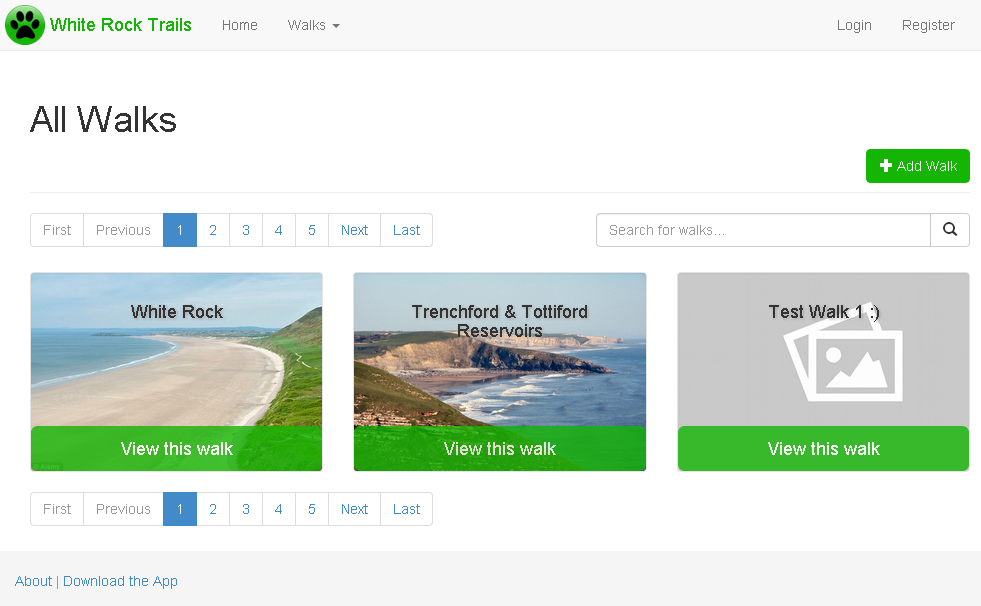 White Rock Trails Home Walks Login Register
All Walks
Add Walk
First Previous 1 2 3 4 5 Next Last Search for walks...
White Rock
Trenchford & Tottiford
Reservoirs
Test Walk 1 :)
View this walk View this walk View this walk
First Previous 1 2 3 4 5 Next Last
About | Download the App